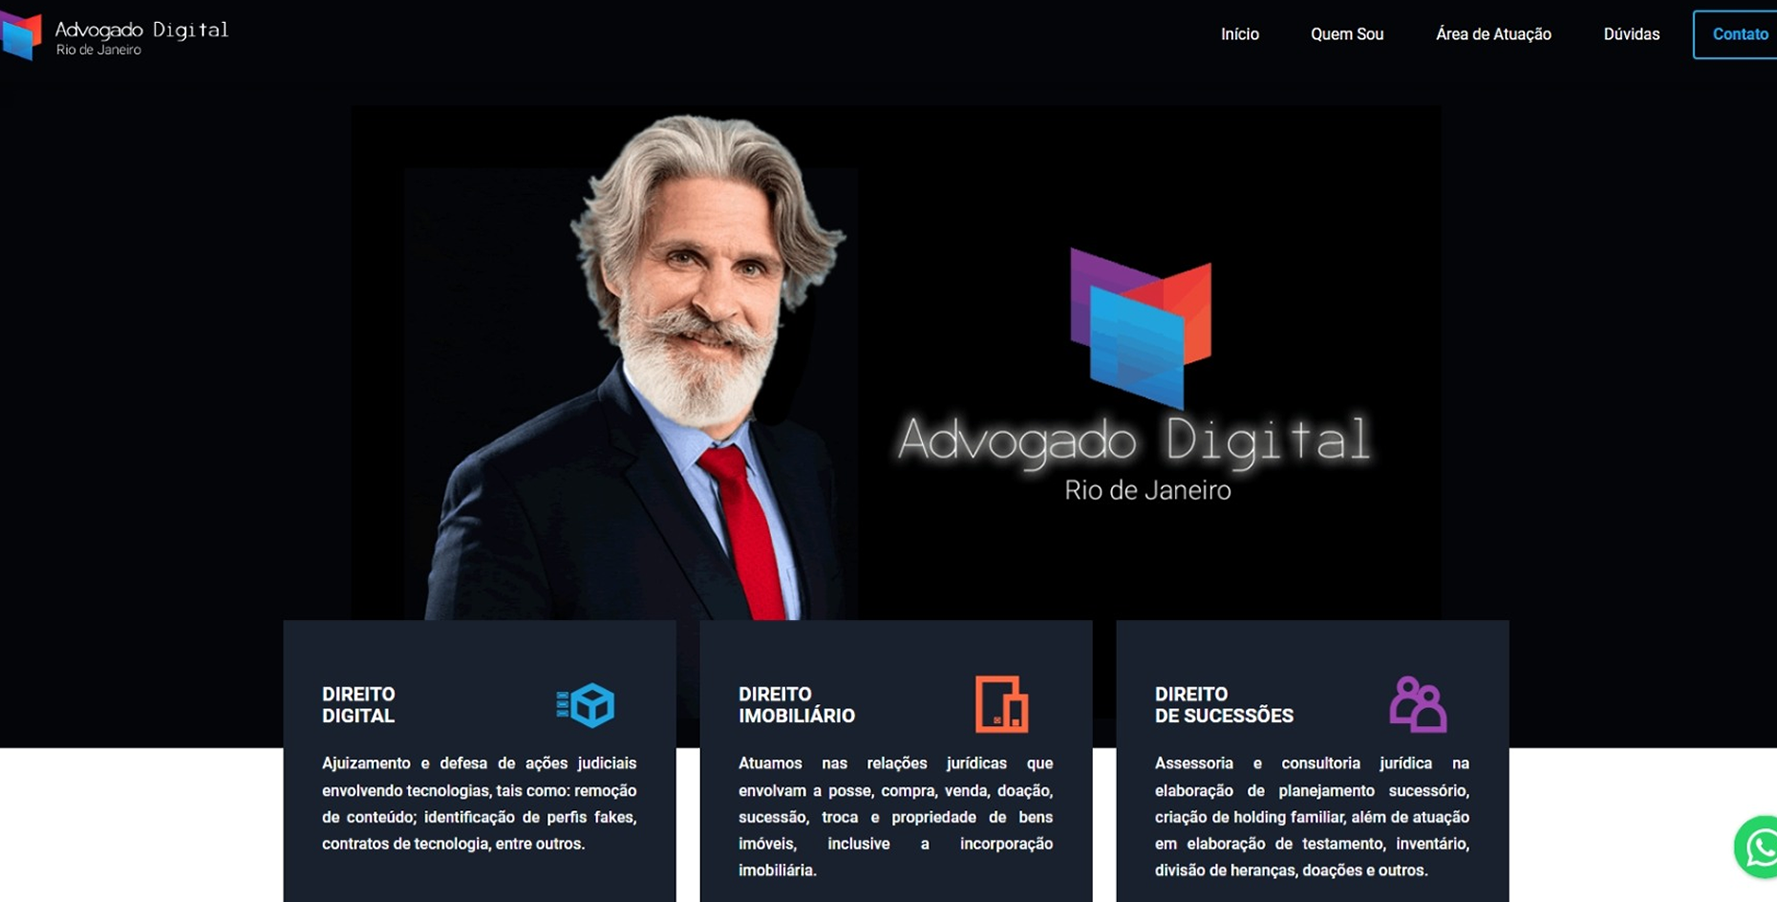 Advogado Digital
Rio de Janeiro
Início
Quem Sou
Área de Atuação
Dúvidas
Contato
Advogado Digital
Rio de Janeiro
DIREITO
DIGITAL
Ajuizamento e defesa de ações judiciais
envolvendo tecnologias, tais como: remoção
de conteúdo; identificação de perfis fakes,
contratos de tecnologia, entre outros.
DIREITO
IMOBILIÁRIO
Atuamos nas relações jurídicas que
envolvam a posse, compra, venda, doação,
sucessão, troca e propriedade de bens
imóveis, inclusive a incorporação
imobiliária.
DIREITO
DE SUCESSÕES
Assessoria e consultoria jurídica na
elaboração de planejamento sucessório,
criação de holding familiar, além de atuação
em elaboração de testamento, inventário,
divisão de heranças, doações e outros.